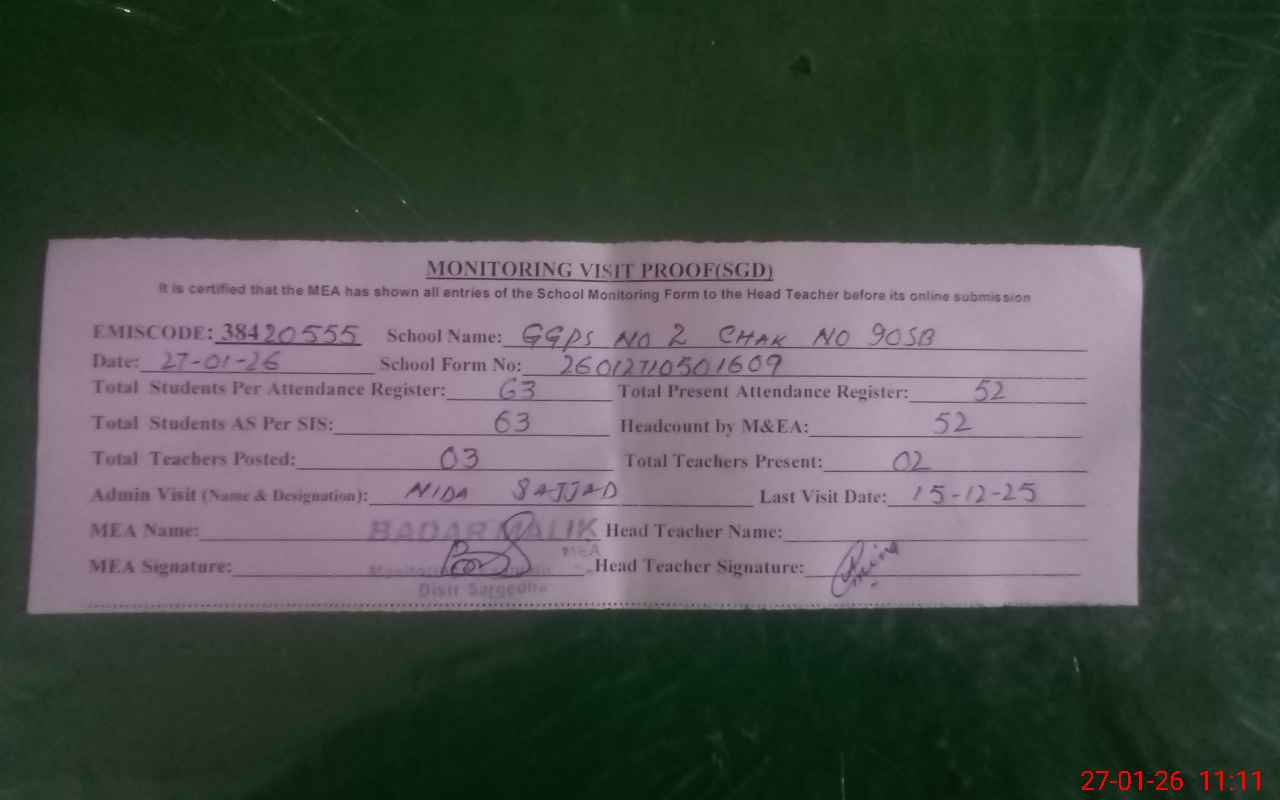 MONITORING VISIT PROOF(SGD)
It is certified that the MEA has shown all entries of the School Monitoring Form to the Head Teacher before its online submission
EMISCODE: 38420555 School Name: GGPS NO 2 CHAK NO 90SB
Date: 27-01-26 School Form No: 26012710501609
Total Students Per Attendance Register: 63 Total Present Attendance Register: 52
Total Students AS Per SIS: 63 Headcount by M&EA: 52
Total Teachers Posted: 03 Total Teachers Present: 02
Admin Visit (Name & Designation): NIDA SAJJAD Last Visit Date: 15-12-25
MEA Name: BADAR MALIK Head Teacher Name:
MEA
MEA Signature: Head Teacher Signature:
Distt Sargodha
27-01-26 11:11